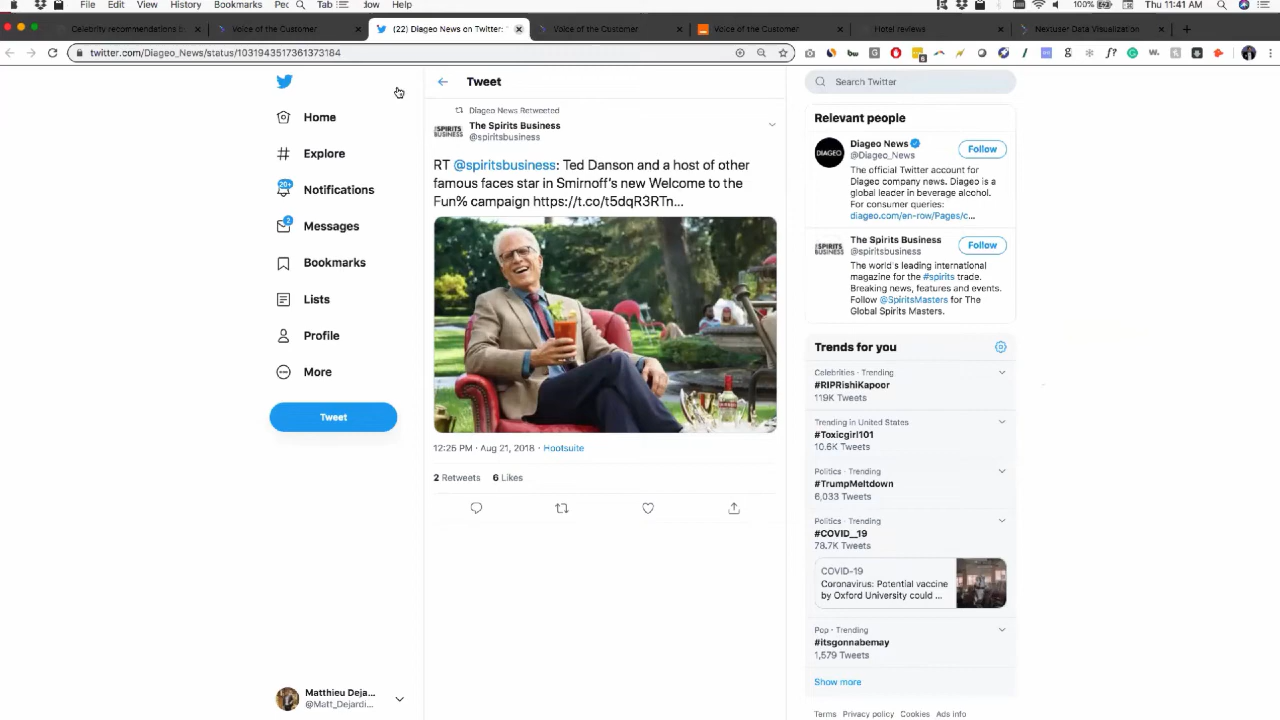 File Edit View History Bookmarks Tab Help
100% Thu 11:41 AM
Celebrity recommendations b
Voice of the Customer
(22) Diageo News on Twitter:
Voice of the Customer
Voice of the Customer
Hotel reviews
Nextuser Data Visualization
twitter.com/Diageo_News/status/1031943517361373184
Home
Explore
20+
Notifications
2
Messages
Bookmarks
Lists
Profile
More
Tweet
Matthieu Deja...
@Matt_Dejardi...
Tweet
Diageo News Retweeted
The Spirits Business
@spiritsbusiness
RT @spiritsbusiness: Ted Danson and a host of other
famous faces star in Smirnoff's new Welcome to the
Fun% campaign https://t.co/t5dqR3RTn...
12:25 PM · Aug 21, 2018 · Hootsuite
2 Retweets 6 Likes
Search Twitter
Relevant people
DIAGEO
Diageo News
@Diageo_News
Follow
The official Twitter account for
Diageo company news. Diageo is a
global leader in beverage alcohol.
For consumer queries:
diageo.com/en-row/Pages/c...
The Spirits Business
@spiritsbusiness
Follow
The world's leading international
magazine for the #spirits trade.
Breaking news, features and events.
Follow @SpiritsMasters for The
Global Spirits Masters.
Trends for you
Celebrities · Trending
#RIPRishiKapoor
119K Tweets
Trending in United States
#Toxicgirl101
10.6K Tweets
Politics · Trending
#TrumpMeltdown
6,033 Tweets
Politics · Trending
#COVID__19
78.7K Tweets
COVID-19
Coronavirus: Potential vaccine
by Oxford University could ...
Pop · Trending
#itsgonnabemay
1,579 Tweets
Show more
Terms Privacy policy Cookies Ads info